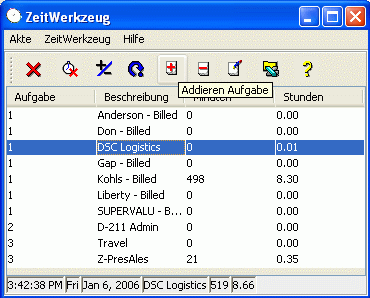 ZeitWerkzeug
Akte ZeitWerkzeug Hilfe
Addieren Aufgabe
Aufgabe Beschreibung Minuten Stunden
1 Anderson - Billed 0 0.00
1 Don - Billed 0 0.00
1 DSC Logistics 0 0.01
1 Gap - Billed 0 0.00
1 Kohls - Billed 498 8.30
1 Liberty - Billed 0 0.00
1 SUPERVALU - B... 0 0.00
2 D-211 Admin 0 0.00
3 Travel 0 0.00
3 Z-PresAles 21 0.35
3:42:38 PM Fri Jan 6, 2006 DSC Logistics 519 8.66